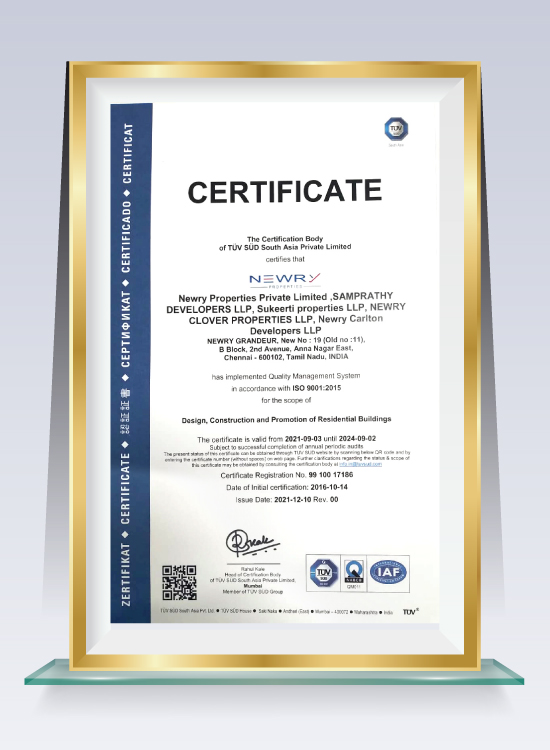 ZERTIFIKAT ◆ CERTIFICATE ◆ 認証証書 ◆ СЕРТИФИКАТ ◆ CERTIFICADO ◆ CERTIFICAT
TÜV
CERTIFICATE
The Certification Body
of TÜV SÜD South Asia Private Limited
certifies that
NEWRY
PROPERTIES
Newry Properties Private Limited ,SAMPRATHY
DEVELOPERS LLP, Sukeerti properties LLP, NEWRY
CLOVER PROPERTIES LLP, Newry Carlton
Developers LLP
NEWRY GRANDEUR, New No : 19 (Old no :11),
B Block, 2nd Avenue, Anna Nagar East,
Chennai - 600102, Tamil Nadu, INDIA
has implemented Quality Management System
in accordance with ISO 9001:2015
for the scope of
Design, Construction and Promotion of Residential Buildings
The certificate is valid from 2021-09-03 until 2024-09-02
Subject to successful completion of annual periodic audits
The present status of this certificate can be obtained through TUV SUD website by scanning below QR code and by
entering the certificate number (without spaces) on web page. Further clarifications regarding the status & scope of
this certificate may be obtained by consulting the certification body at
Certificate Registration No. 99 100 17186
Date of Initial certification: 2016-10-14
Issue Date: 2021-12-10 Rev. 00
Rahul Kale
Head of Certification Body
of TÜV SÜD South Asia Private Limited,
Mumbai
Member of TÜV SÜD Group
TÜV
IAF
TÜV SÜD South Asia Pvt. Ltd. ● TÜV SÜD House ● Saki Naka ● Andheri (East) ● Mumbai - 400072 ● Maharashtra ● India
TÜV®